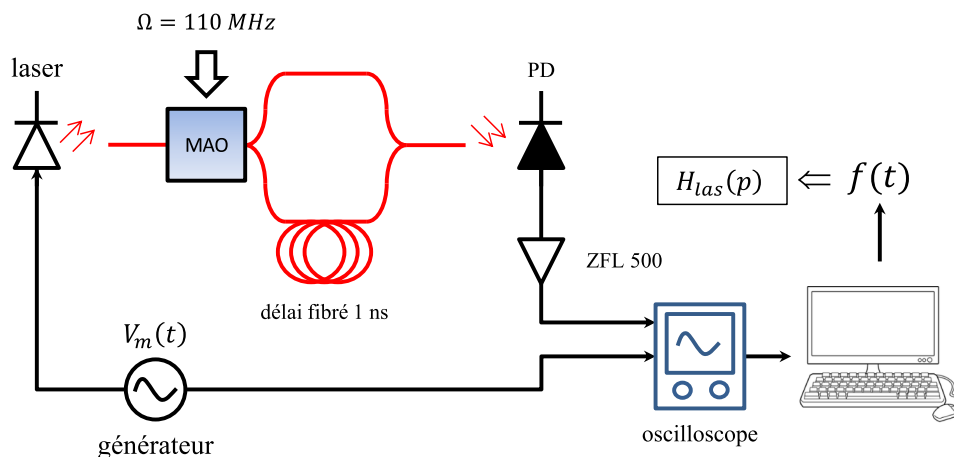 Ω = 110 MHz
laser
PD
MAO
H_las(p) ⇐ f(t)
ZFL 500
délai fibré 1 ns
V_m(t)
générateur
oscilloscope